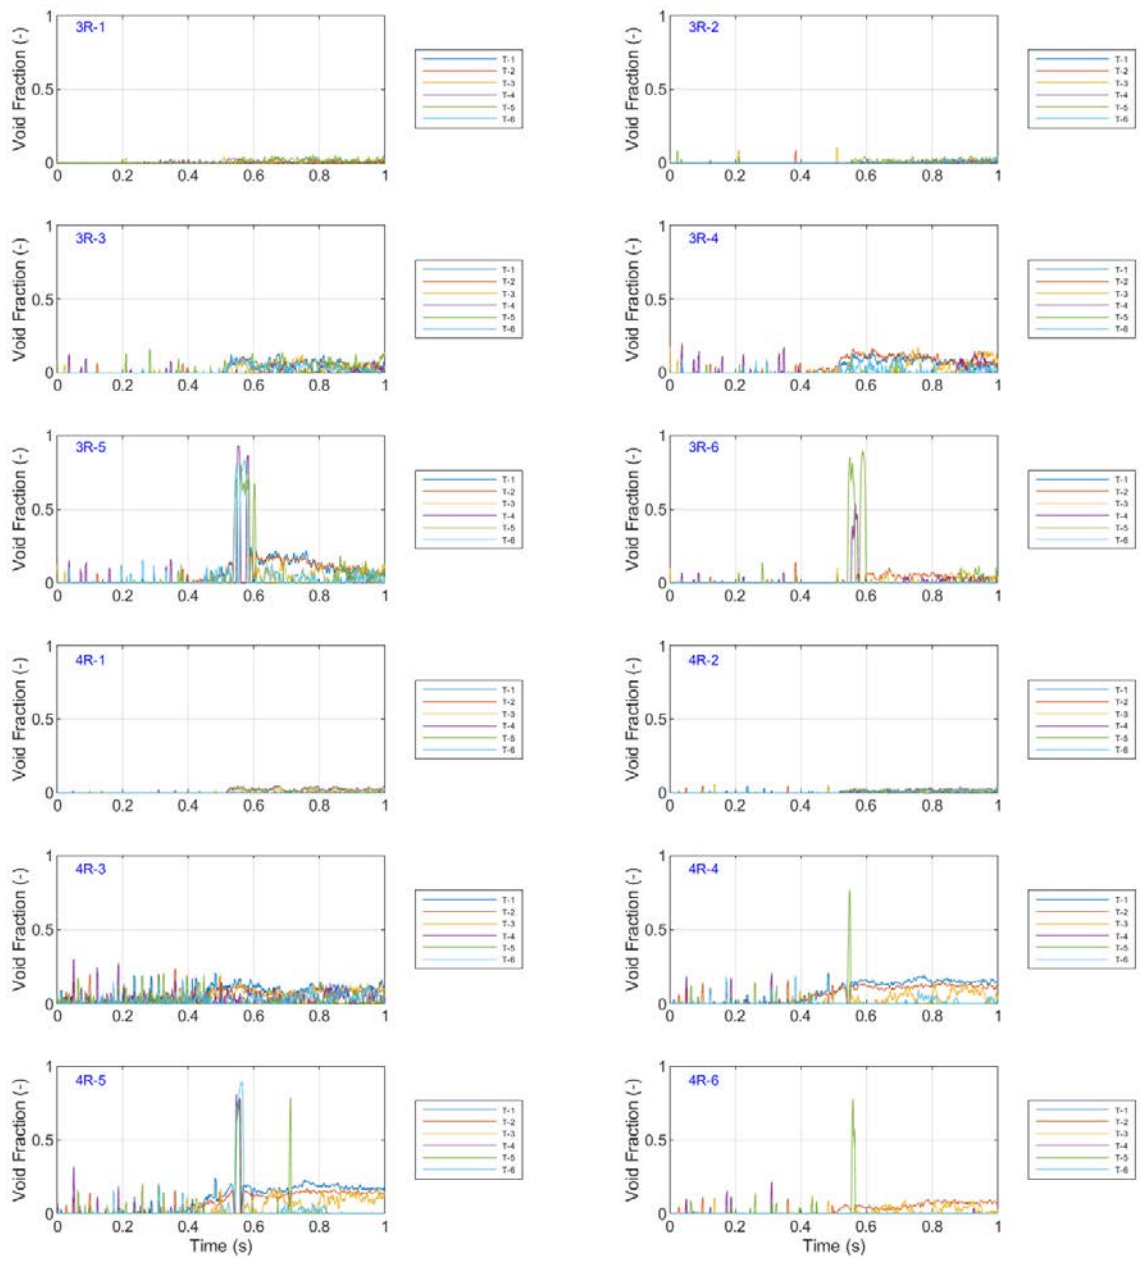 3R-1
Void Fraction (-)
1
0.5
0
0 0.2 0.4 0.6 0.8 1
T-1
T-2
T-3
T-4
T-5
T-6
3R-2
Void Fraction (-)
1
0.5
0
0 0.2 0.4 0.6 0.8 1
T-1
T-2
T-3
T-4
T-5
T-6
3R-3
Void Fraction (-)
1
0.5
0
0 0.2 0.4 0.6 0.8 1
T-1
T-2
T-3
T-4
T-5
T-6
3R-4
Void Fraction (-)
1
0.5
0
0 0.2 0.4 0.6 0.8 1
T-1
T-2
T-3
T-4
T-5
T-6
3R-5
Void Fraction (-)
1
0.5
0
0 0.2 0.4 0.6 0.8 1
T-1
T-2
T-3
T-4
T-5
T-6
3R-6
Void Fraction (-)
1
0.5
0
0 0.2 0.4 0.6 0.8 1
T-1
T-2
T-3
T-4
T-5
T-6
4R-1
Void Fraction (-)
1
0.5
0
0 0.2 0.4 0.6 0.8 1
T-1
T-2
T-3
T-4
T-5
T-6
4R-2
Void Fraction (-)
1
0.5
0
0 0.2 0.4 0.6 0.8 1
T-1
T-2
T-3
T-4
T-5
T-6
4R-3
Void Fraction (-)
1
0.5
0
0 0.2 0.4 0.6 0.8 1
T-1
T-2
T-3
T-4
T-5
T-6
4R-4
Void Fraction (-)
1
0.5
0
0 0.2 0.4 0.6 0.8 1
T-1
T-2
T-3
T-4
T-5
T-6
4R-5
Void Fraction (-)
1
0.5
0
0 0.2 0.4 0.6 0.8 1
Time (s)
T-1
T-2
T-3
T-4
T-5
T-6
4R-6
Void Fraction (-)
1
0.5
0
0 0.2 0.4 0.6 0.8 1
Time (s)
T-1
T-2
T-3
T-4
T-5
T-6